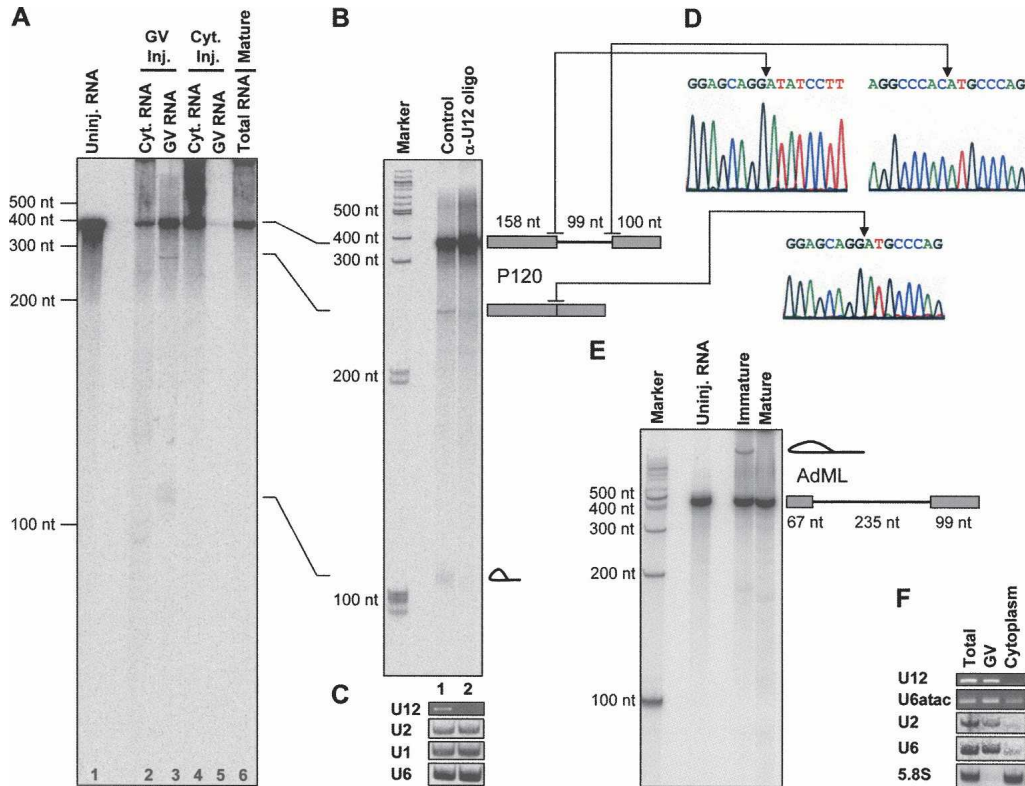 A
GV Inj.
Cyt. Inj.
Mature
Uninj. RNA
Cyt. RNA
GV RNA
Cyt. RNA
GV RNA
Total RNA
500 nt
400 nt
300 nt
200 nt
100 nt
1 2 3 4 5 6
B
Marker
Control
α-U12 oligo
500 nt
400 nt
300 nt
200 nt
100 nt
158 nt 99 nt 100 nt
P120
1 2
C
U12
U2
U1
U6
D
GGAGCAGGATATCCTT
AGGCCCACATGCCCAG
GGAGCAGGATGCCCAG
E
Marker
Uninj. RNA
Immature
Mature
500 nt
400 nt
300 nt
200 nt
100 nt
AdML
67 nt 235 nt 99 nt
F
Total
GV
Cytoplasm
U12
U6atac
U2
U6
5.8S